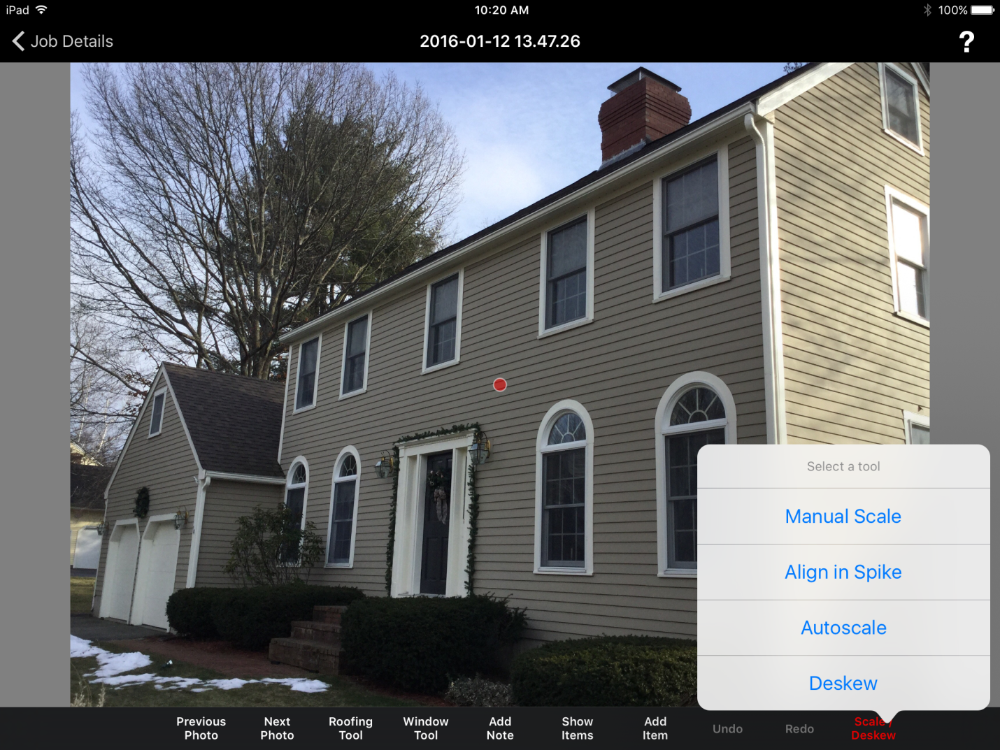 iPad
10:20 AM
100%
Job Details
2016-01-12 13.47.26
?
Select a tool
Manual Scale
Align in Spike
Autoscale
Deskew
Previous
Photo
Next
Photo
Roofing
Tool
Window
Tool
Add
Note
Show
Items
Add
Item
Undo
Redo
Scale /
Deskew